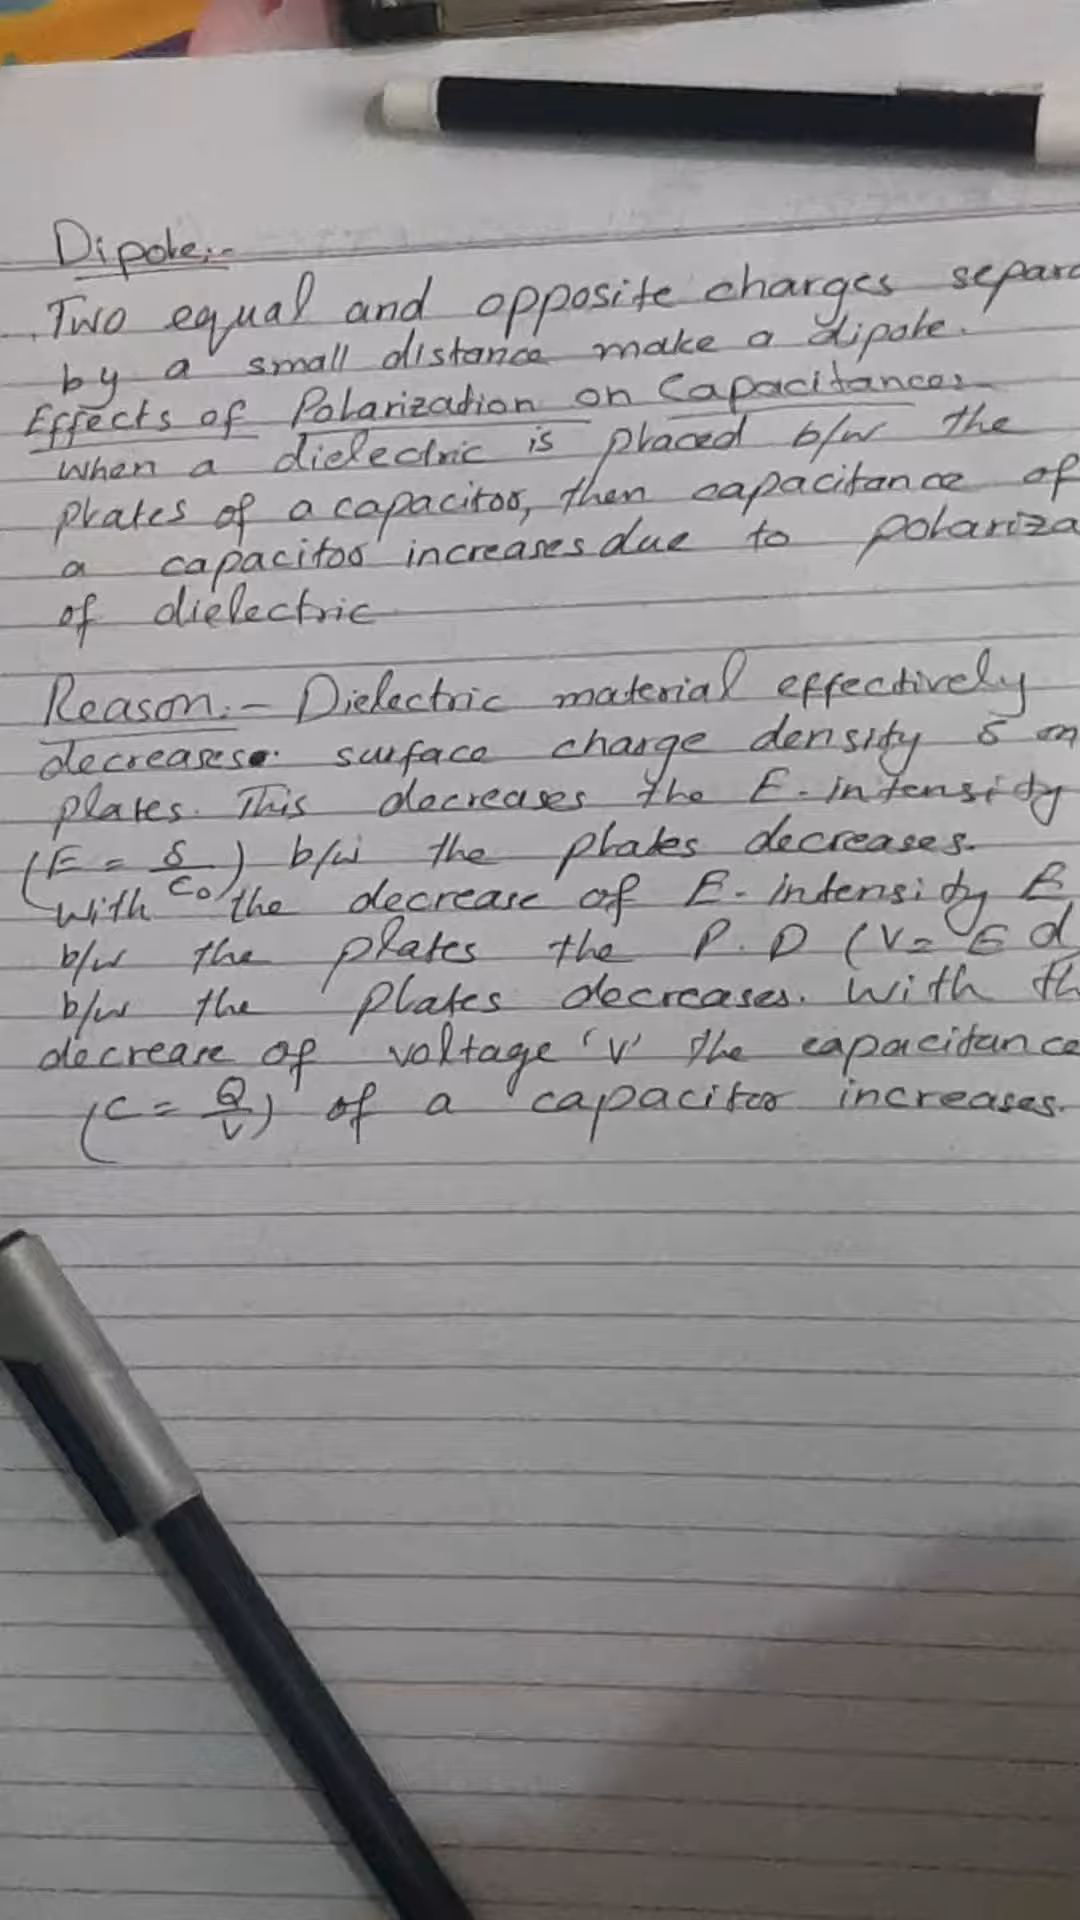 Dipole:-
Two equal and opposite charges separa
by a small distance make a dipole.
Effects of Polarization on Capacitance:
When a dielectric is placed b/w the
plates of a capacitor, then capacitance of
a capacitor increases due to polariza
of dielectric
Reason:- Dielectric material effectively
decreases surface charge density δ on
plates. This decreases the E-intensity
(E = δ/ε₀) b/w the plates decreases.
With the decrease of E-intensity E
b/w the plates the P.D (V= Ed
b/w the plates decreases. With th
decrease of voltage 'V' the capacitance
(C = Q/V) of a capacitor increases.